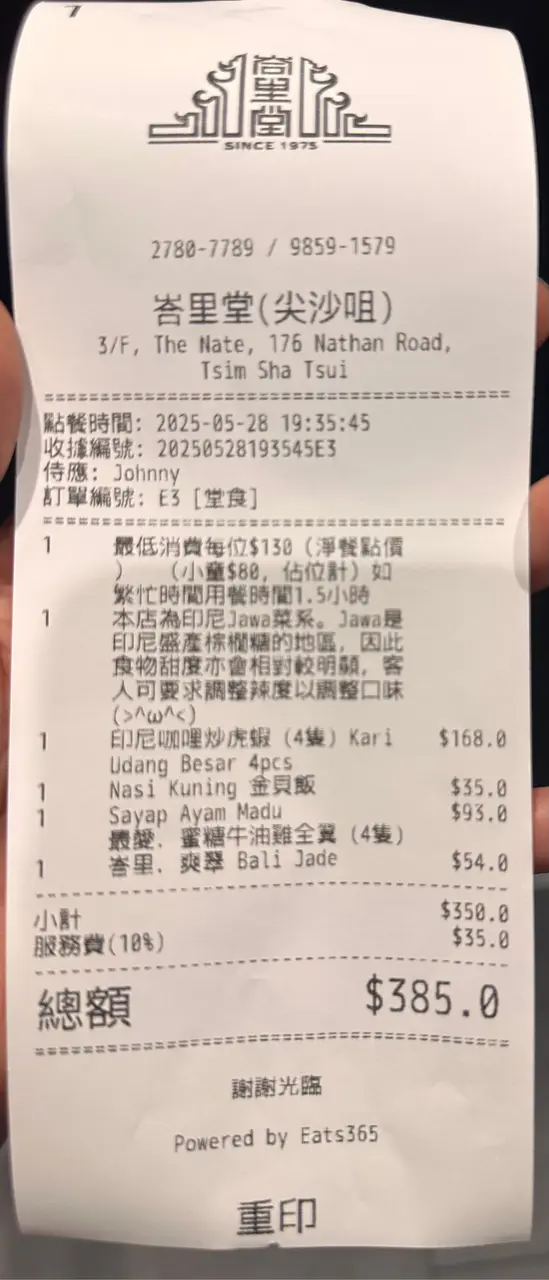 峇里堂
SINCE 1975
2780-7789 / 9859-1579
峇里堂(尖沙咀)
3/F, The Nate, 176 Nathan Road,
Tsim Sha Tsui
點餐時間: 2025-05-28 19:35:45
收據編號: 20250528193545E3
侍應: Johnny
訂單編號: E3 [堂食]
1 最低消費每位$130 (淨餐點價
) (小童$80, 佔位計) 如
繁忙時間用餐時間1.5小時
1 本店為印尼Jawa菜系。Jawa是
印尼盛產棕櫚糖的地區, 因此
食物甜度亦會相對較明顯, 客
人可要求調整辣度以調整口味
(>^ω^<)
1 印尼咖哩炒虎蝦 (4隻) Kari $168.0
Udang Besar 4pcs
1 Nasi Kuning 金貝飯 $35.0
1 Sayap Ayam Madu $93.0
最愛. 蜜糖牛油雞全翼 (4隻)
1 峇里. 爽翠 Bali Jade $54.0
小計 $350.0
服務費(10%) $35.0
總額 $385.0
謝謝光臨
Powered by Eats365
重印